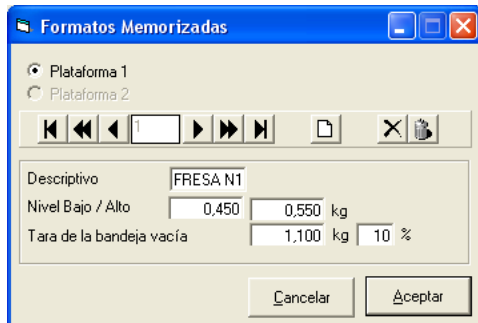 Formatos Memorizadas
Plataforma 1
Plataforma 2
1
Descriptivo FRESA N1
Nivel Bajo / Alto 0,450 0,550 kg
Tara de la bandeja vacía 1,100 kg 10 %
Cancelar Aceptar